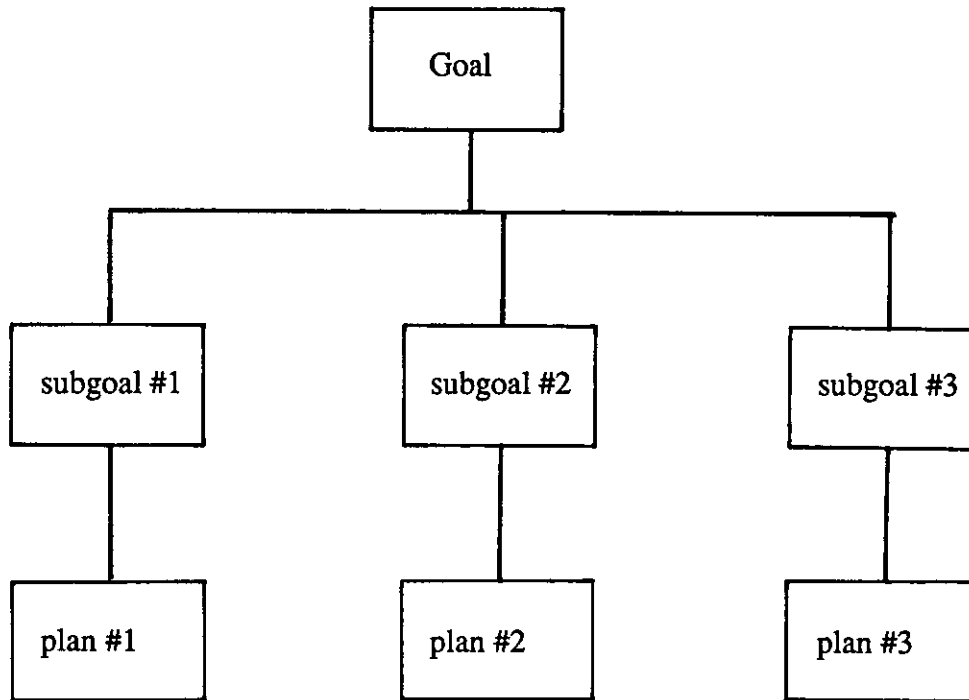 Goal
subgoal #1
subgoal #2
subgoal #3
plan #1
plan #2
plan #3